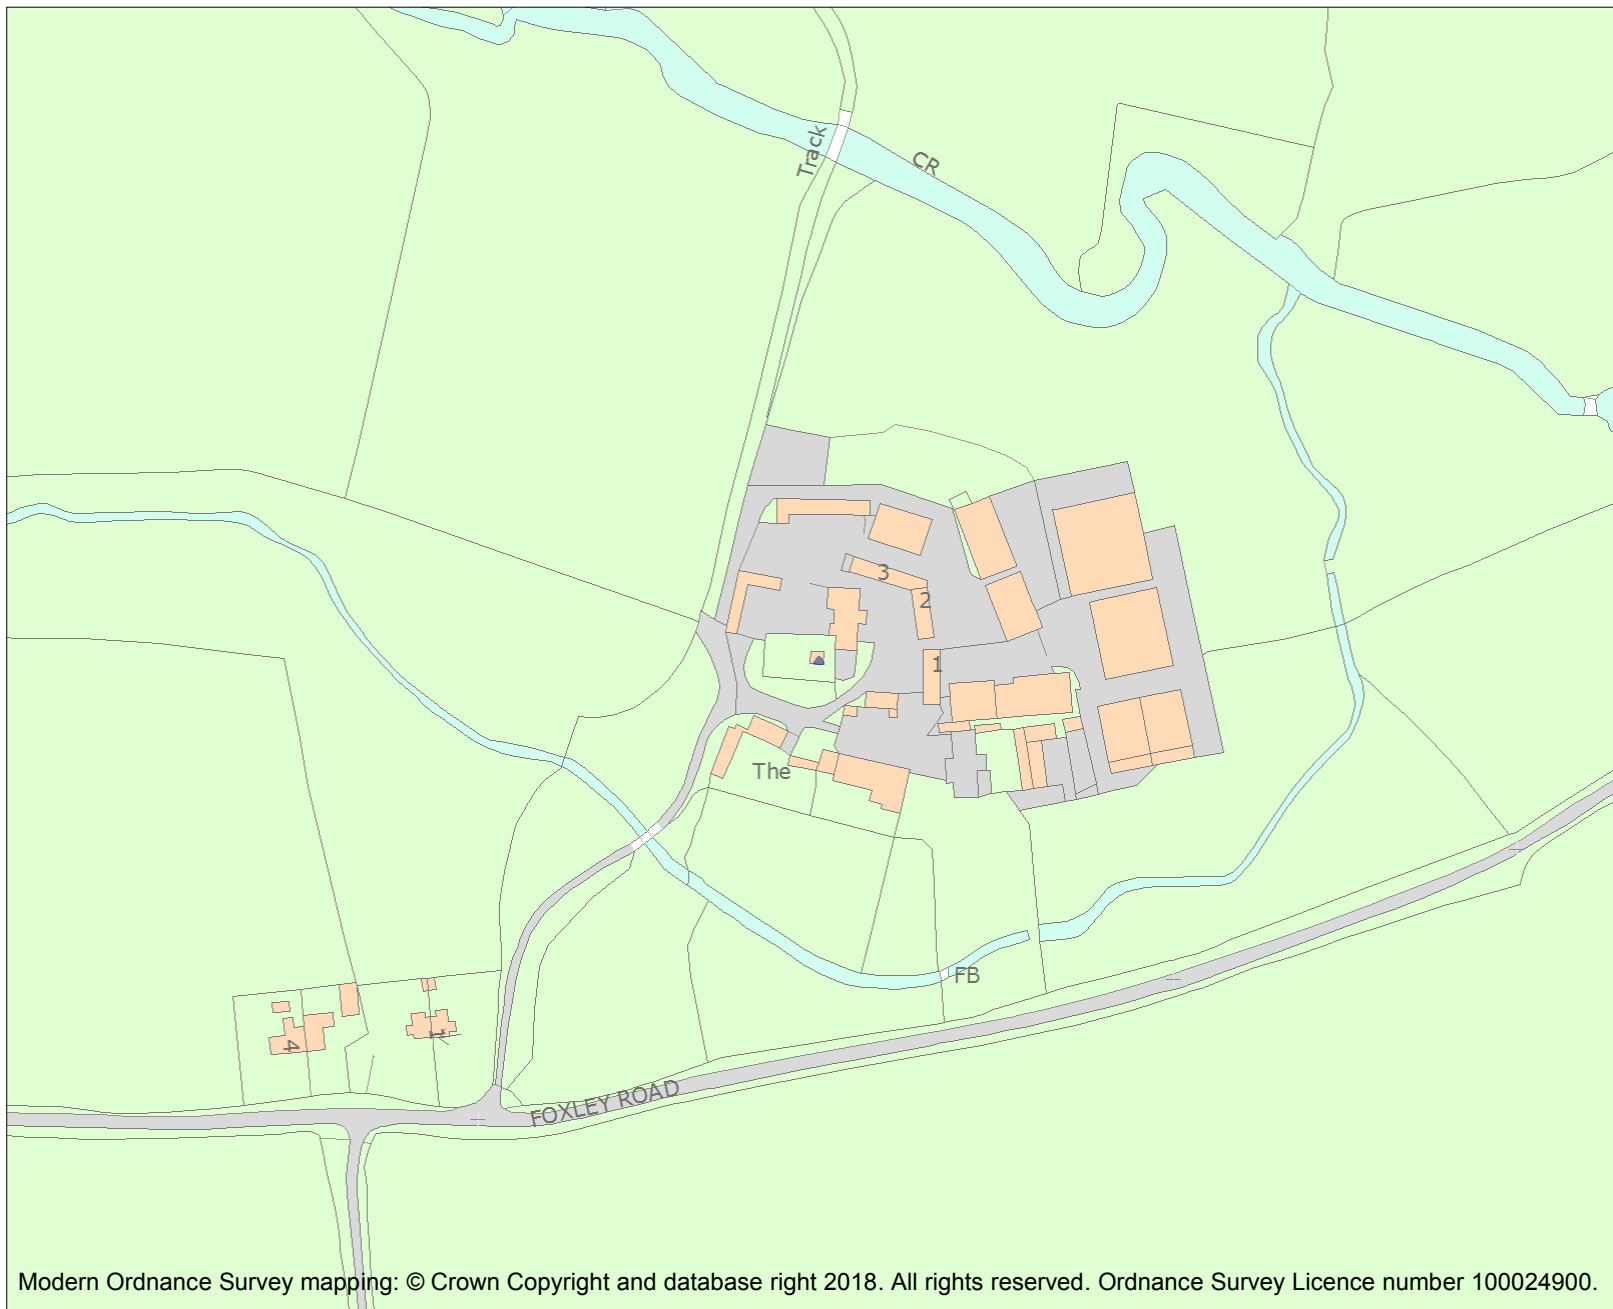 Track
CR
3
2
1
The
FB
4
1
FOXLEY ROAD
Modern Ordnance Survey mapping: © Crown Copyright and database right 2018. All rights reserved. Ordnance Survey Licence number 100024900.